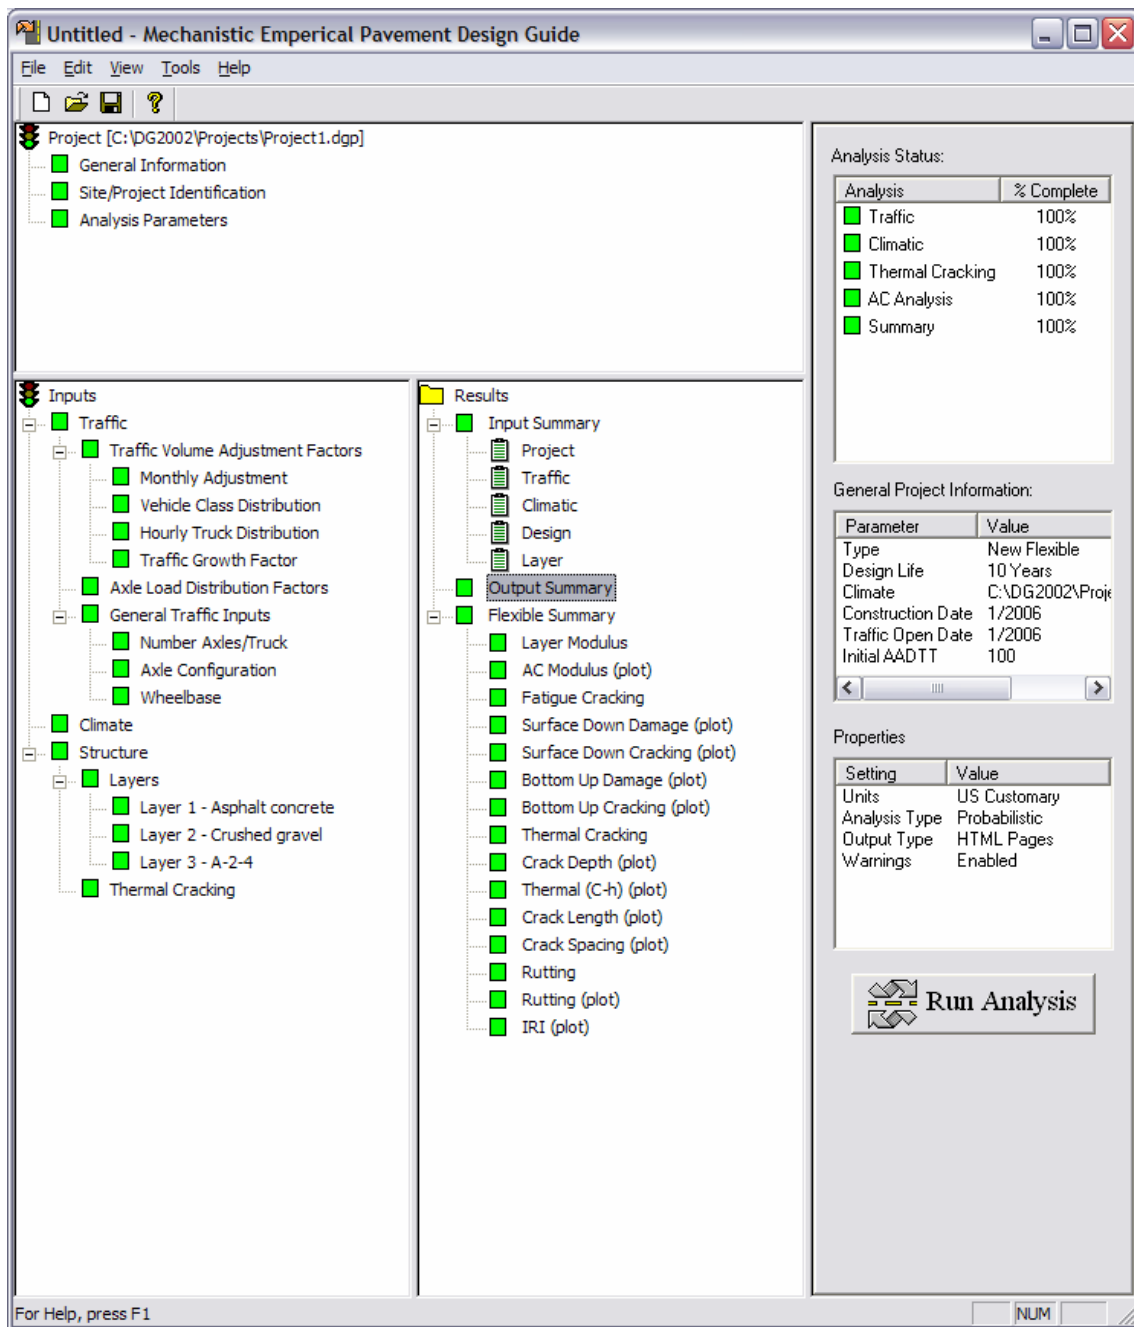 Untitled - Mechanistic Emperical Pavement Design Guide
File Edit View Tools Help
Project [C:\DG2002\Projects\Project1.dgp]
General Information
Site/Project Identification
Analysis Parameters
Inputs
Traffic
Traffic Volume Adjustment Factors
Monthly Adjustment
Vehicle Class Distribution
Hourly Truck Distribution
Traffic Growth Factor
Axle Load Distribution Factors
General Traffic Inputs
Number Axles/Truck
Axle Configuration
Wheelbase
Climate
Structure
Layers
Layer 1 - Asphalt concrete
Layer 2 - Crushed gravel
Layer 3 - A-2-4
Thermal Cracking
Results
Input Summary
Project
Traffic
Climatic
Design
Layer
Output Summary
Flexible Summary
Layer Modulus
AC Modulus (plot)
Fatigue Cracking
Surface Down Damage (plot)
Surface Down Cracking (plot)
Bottom Up Damage (plot)
Bottom Up Cracking (plot)
Thermal Cracking
Crack Depth (plot)
Thermal (C-h) (plot)
Crack Length (plot)
Crack Spacing (plot)
Rutting
Rutting (plot)
IRI (plot)
Analysis Status:
Analysis % Complete
Traffic 100%
Climatic 100%
Thermal Cracking 100%
AC Analysis 100%
Summary 100%
General Project Information:
Parameter Value
Type New Flexible
Design Life 10 Years
Climate C:\DG2002\Proje
Construction Date 1/2006
Traffic Open Date 1/2006
Initial AADTT 100
Properties
Setting Value
Units US Customary
Analysis Type Probabilistic
Output Type HTML Pages
Warnings Enabled
Run Analysis
For Help, press F1
NUM